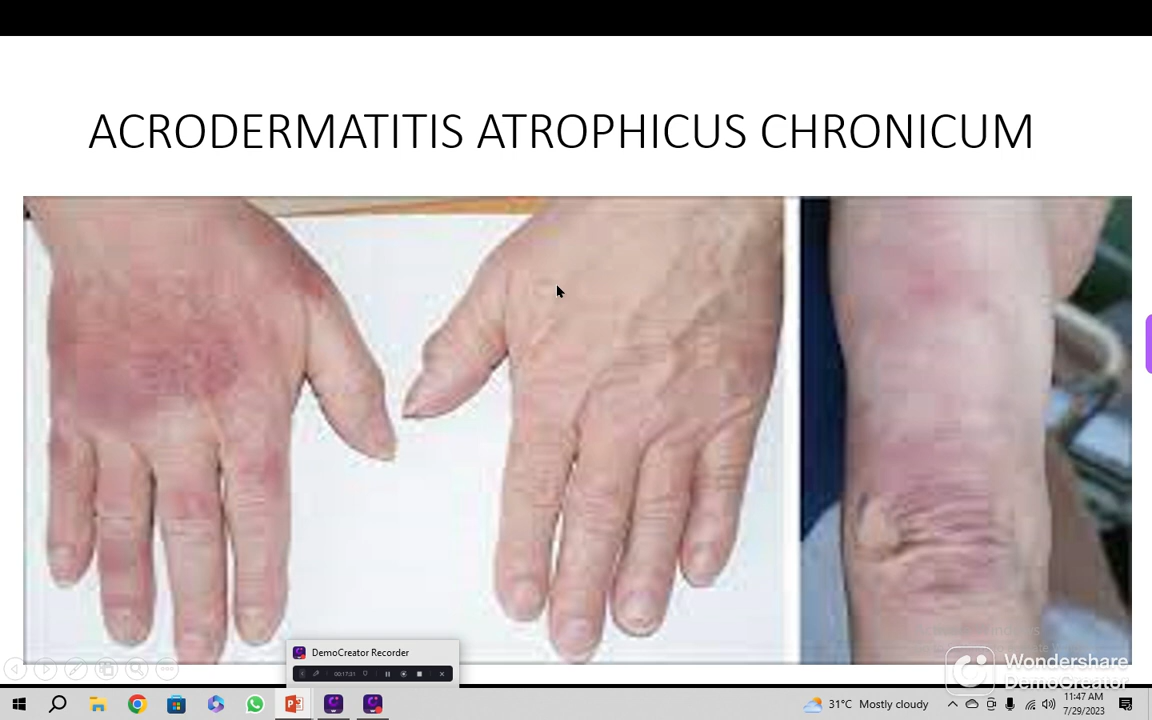 ACRODERMATITIS ATROPHICUS CHRONICUM
DemoCreator Recorder
Wondershare
DemoCreator
31°C Mostly cloudy
11:47 AM
7/29/2023